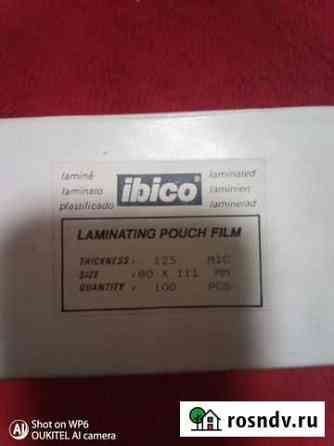 laminé
laminato
plastificado
ibico
laminated
laminieri
laminerad
LAMINATING POUCH FILM
THICKNESS: 125 MIC
SIZE :80 X 111 MM
QUANTITY : 100 PCS
Shot on WP6
OUKITEL AI camera
rosndv.ru